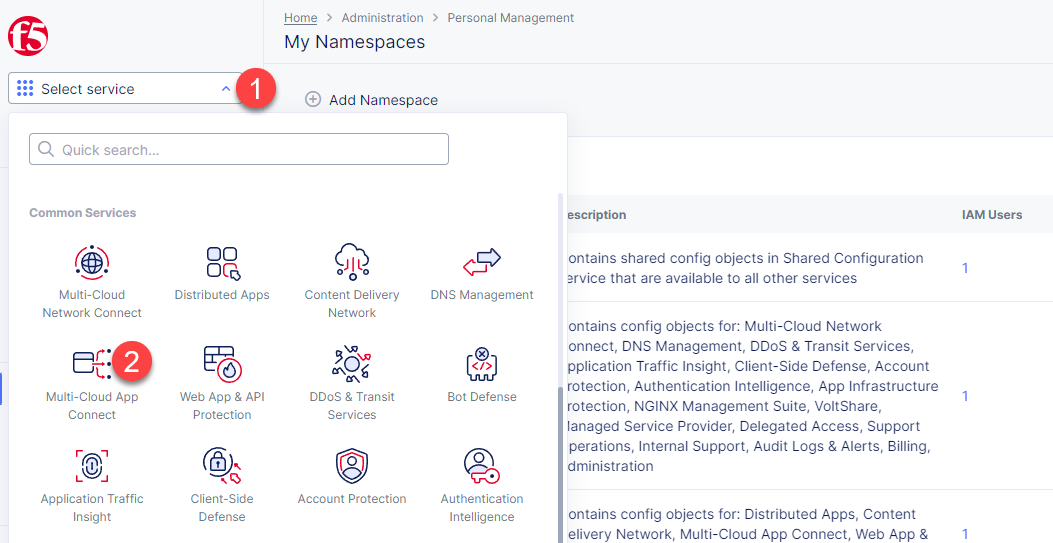 f5
Home > Administration > Personal Management
My Namespaces
Select service
1
Add Namespace
Quick search...
Common Services
Multi-Cloud
Network Connect
Distributed Apps
Content Delivery
Network
DNS Management
2
Multi-Cloud App
Connect
Web App & API
Protection
DDoS & Transit
Services
Bot Defense
Application Traffic
Insight
Client-Side
Defense
Account Protection
Authentication
Intelligence
escription
IAM Users
ontains shared config objects in Shared Configuration
ervice that are available to all other services
1
ontains config objects for: Multi-Cloud Network
onnect, DNS Management, DDoS & Transit Services,
pplication Traffic Insight, Client-Side Defense, Account
rotection, Authentication Intelligence, App Infrastructure
rotection, NGINX Management Suite, VoltShare,
anaged Service Provider, Delegated Access, Support
perations, Internal Support, Audit Logs & Alerts, Billing,
dministration
1
ontains config objects for: Distributed Apps, Content
elivery Network, Multi-Cloud App Connect, Web App &
1